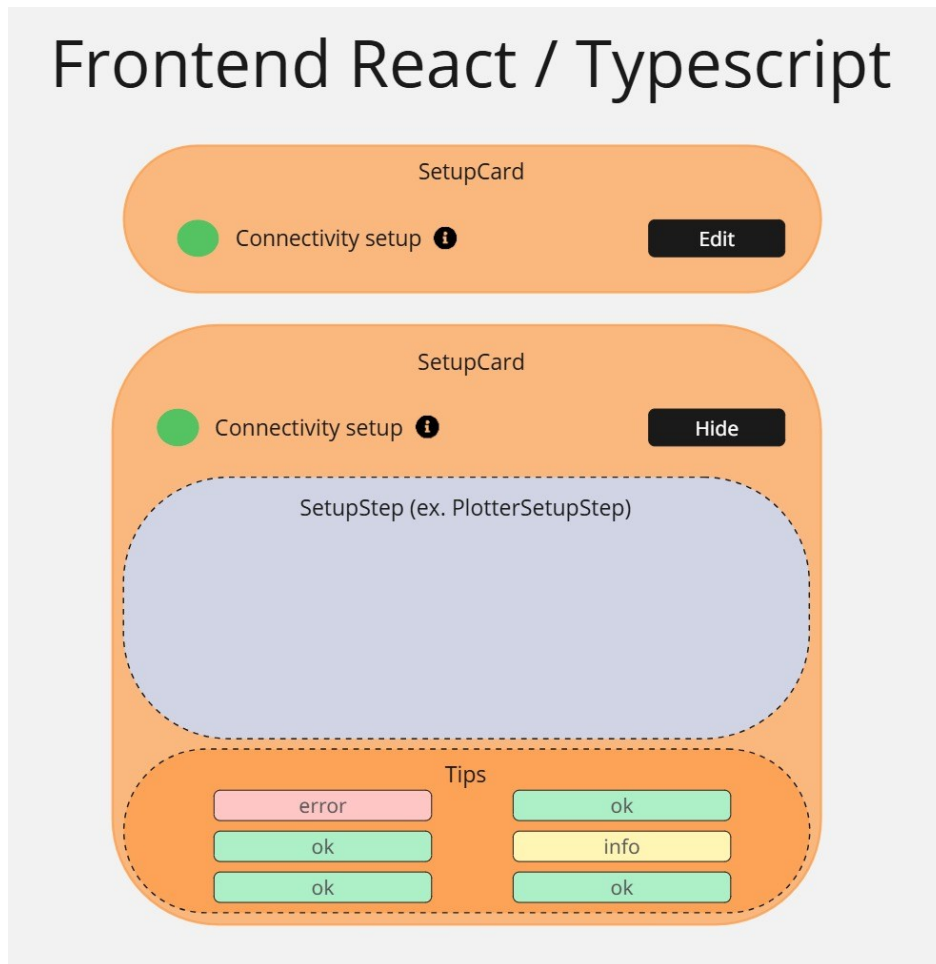 Frontend React / Typescript
SetupCard
Connectivity setup
Edit
SetupCard
Connectivity setup
Hide
SetupStep (ex. PlotterSetupStep)
Tips
error
ok
ok
info
ok
ok